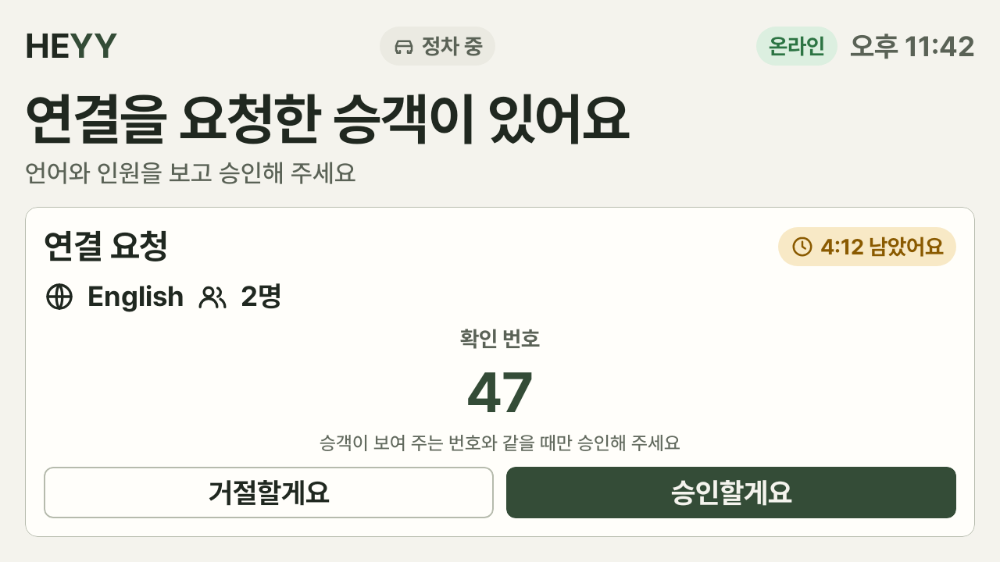 HEYY
정차 중
온라인
오후 11:42
연결을 요청한 승객이 있어요
언어와 인원을 보고 승인해 주세요
연결 요청
4:12 남았어요
English
2명
확인 번호
47
승객이 보여 주는 번호와 같을 때만 승인해 주세요
거절할게요
승인할게요